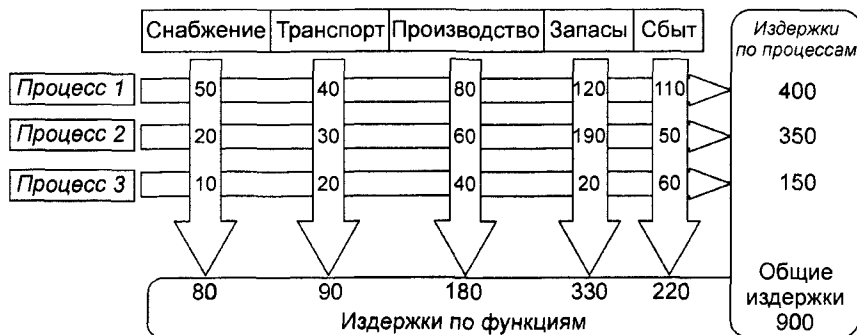 Снабжение Транспорт Производство Запасы Сбыт
Издержки
по процессам
Процесс 1 50 40 80 120 110 400
Процесс 2 20 30 60 190 50 350
Процесс 3 10 20 40 20 60 150
80 90 180 330 220
Издержки по функциям
Общие
издержки
900